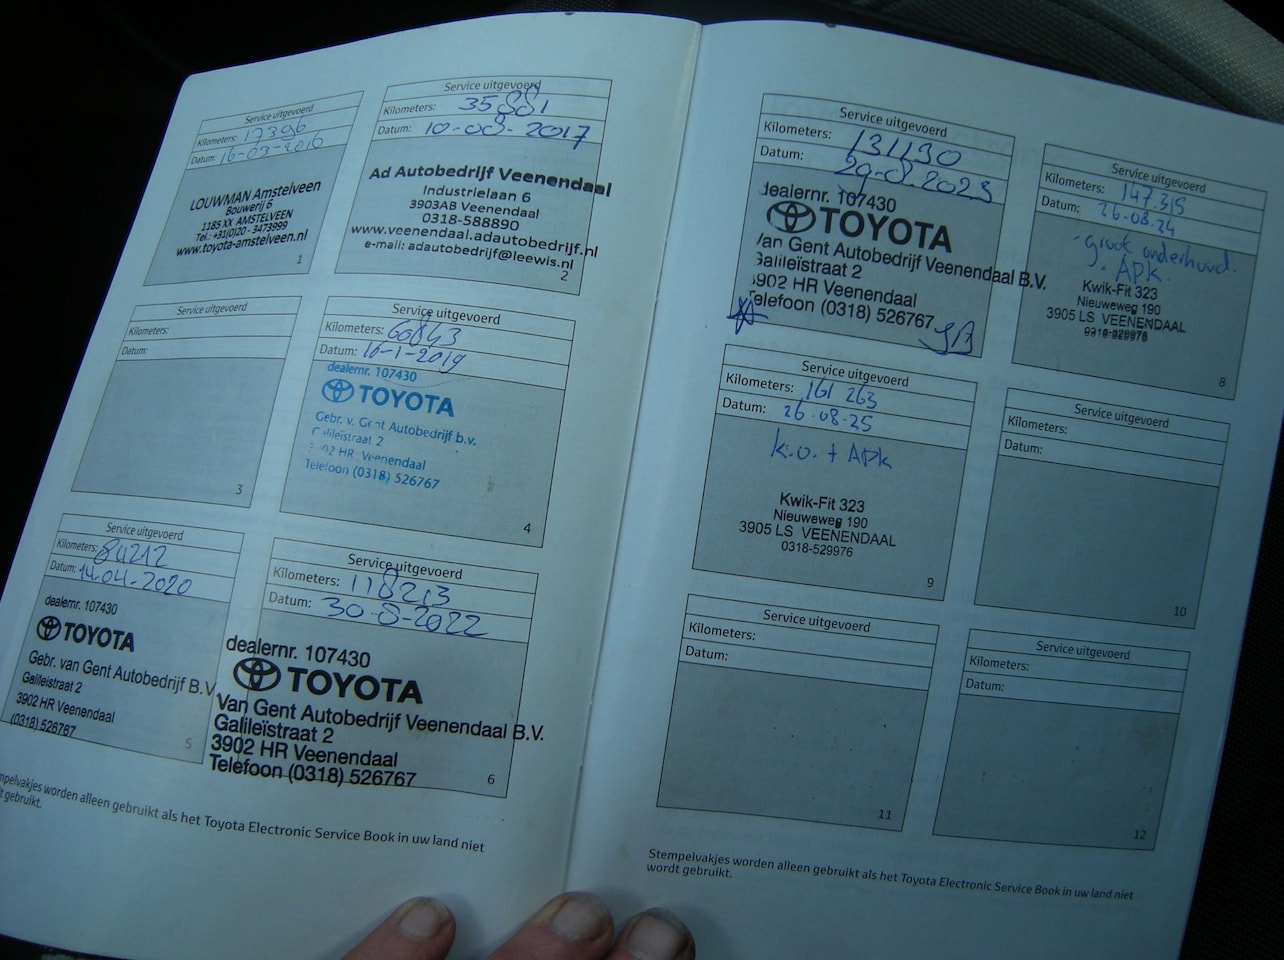 Service uitgevoerd
Kilometers: 17396
Datum: 16-09-2016
LOUWMAN Amstelveen
Bouwerij 6
1185 XX AMSTELVEEN
Tel.: +31(0)20 - 3473999
www.toyota-amstelveen.nl
1
Service uitgevoerd
Kilometers: 35881
Datum: 10-08-2017
Ad Autobedrijf Veenendaal
Industrielaan 6
3903AB Veenendaal
0318-588890
www.veenendaal.adautobedrijf.nl
e-mail: adautobedrijf@leewis.nl
2
Service uitgevoerd
Kilometers:
Datum:
3
Service uitgevoerd
Kilometers: 60843
Datum: 16-1-2019
dealernr. 107430
TOYOTA
Gebr. v. Gent Autobedrijf b.v.
Galileïstraat 2
3902 HR Veenendaal
Telefoon (0318) 526767
4
Service uitgevoerd
Kilometers: 84212
Datum: 14-04-2020
dealernr. 107430
TOYOTA
Gebr. van Gent Autobedrijf B.V.
Galileïstraat 2
3902 HR Veenendaal
(0318) 526767
5
Service uitgevoerd
Kilometers: 118213
Datum: 30-8-2022
dealernr. 107430
TOYOTA
Van Gent Autobedrijf Veenendaal B.V.
Galileïstraat 2
3902 HR Veenendaal
Telefoon (0318) 526767
6
mpelvakjes worden alleen gebruikt als het Toyota Electronic Service Book in uw land niet
t gebruikt.
Service uitgevoerd
Kilometers: 131190
Datum: 29-8-2023
dealernr. 107430
TOYOTA
Van Gent Autobedrijf Veenendaal B.V.
Galileïstraat 2
3902 HR Veenendaal
Telefoon (0318) 526767
Service uitgevoerd
Kilometers: 147.315
Datum: 26-08-24
- groot onderhoud.
. APK
Kwik-Fit 323
Nieuweweg 190
3905 LS VEENENDAAL
0318-529976
8
Service uitgevoerd
Kilometers: 161 263
Datum: 26-08-25
k.o. + APK
Kwik-Fit 323
Nieuweweg 190
3905 LS VEENENDAAL
0318-529976
9
Service uitgevoerd
Kilometers:
Datum:
10
Service uitgevoerd
Kilometers:
Datum:
11
Service uitgevoerd
Kilometers:
Datum:
12
Stempelvakjes worden alleen gebruikt als het Toyota Electronic Service Book in uw land niet
wordt gebruikt.